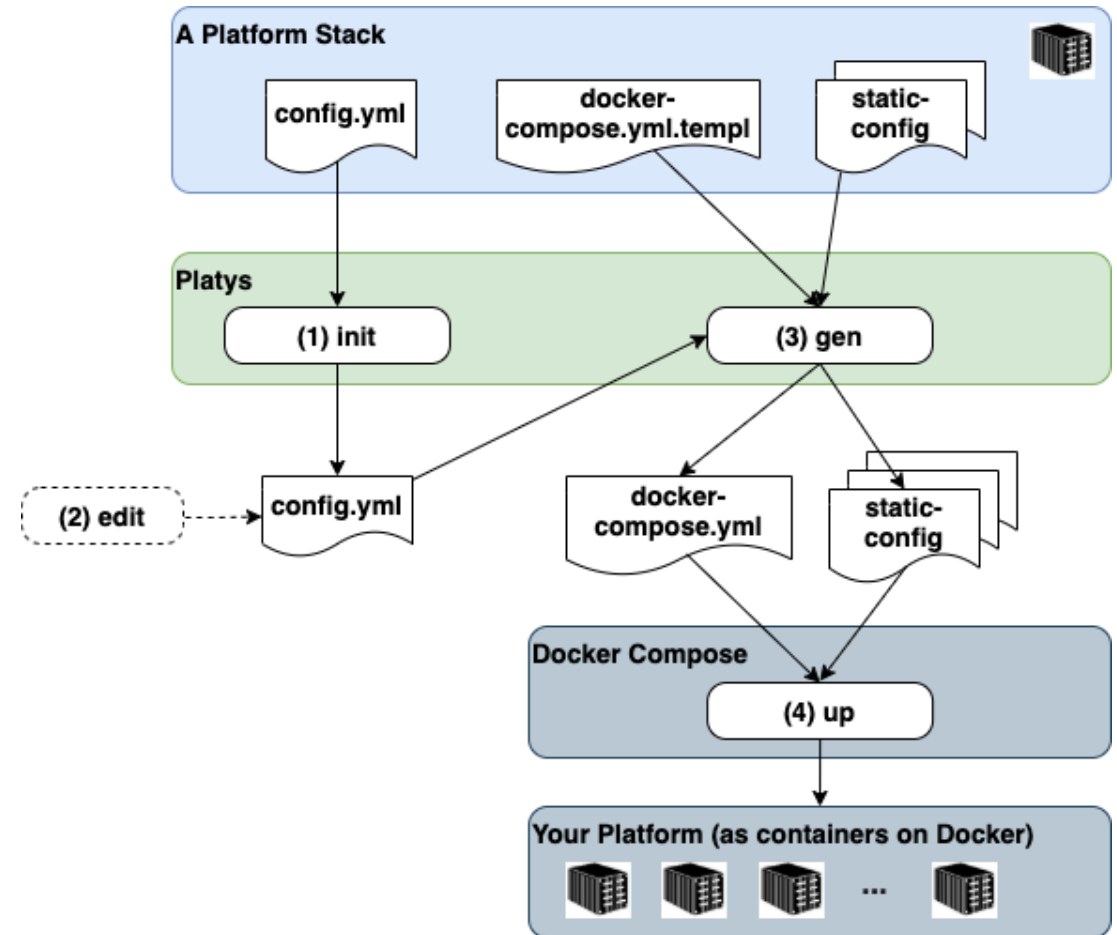 A Platform Stack
config.yml
docker-
compose.yml.templ
static-
config
Platys
(1) init
(3) gen
(2) edit
config.yml
docker-
compose.yml
static-
config
Docker Compose
(4) up
Your Platform (as containers on Docker)
...